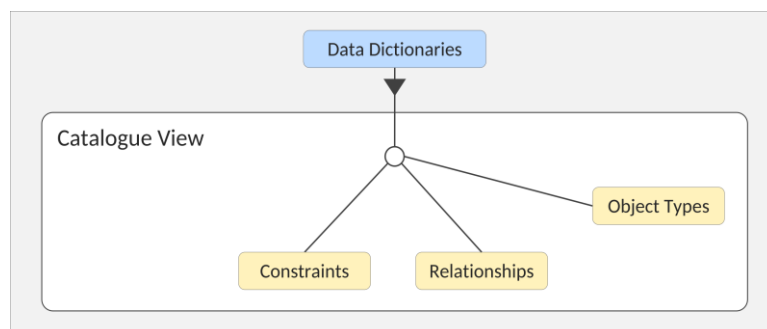 Data Dictionaries
Catalogue View
Object Types
Constraints
Relationships